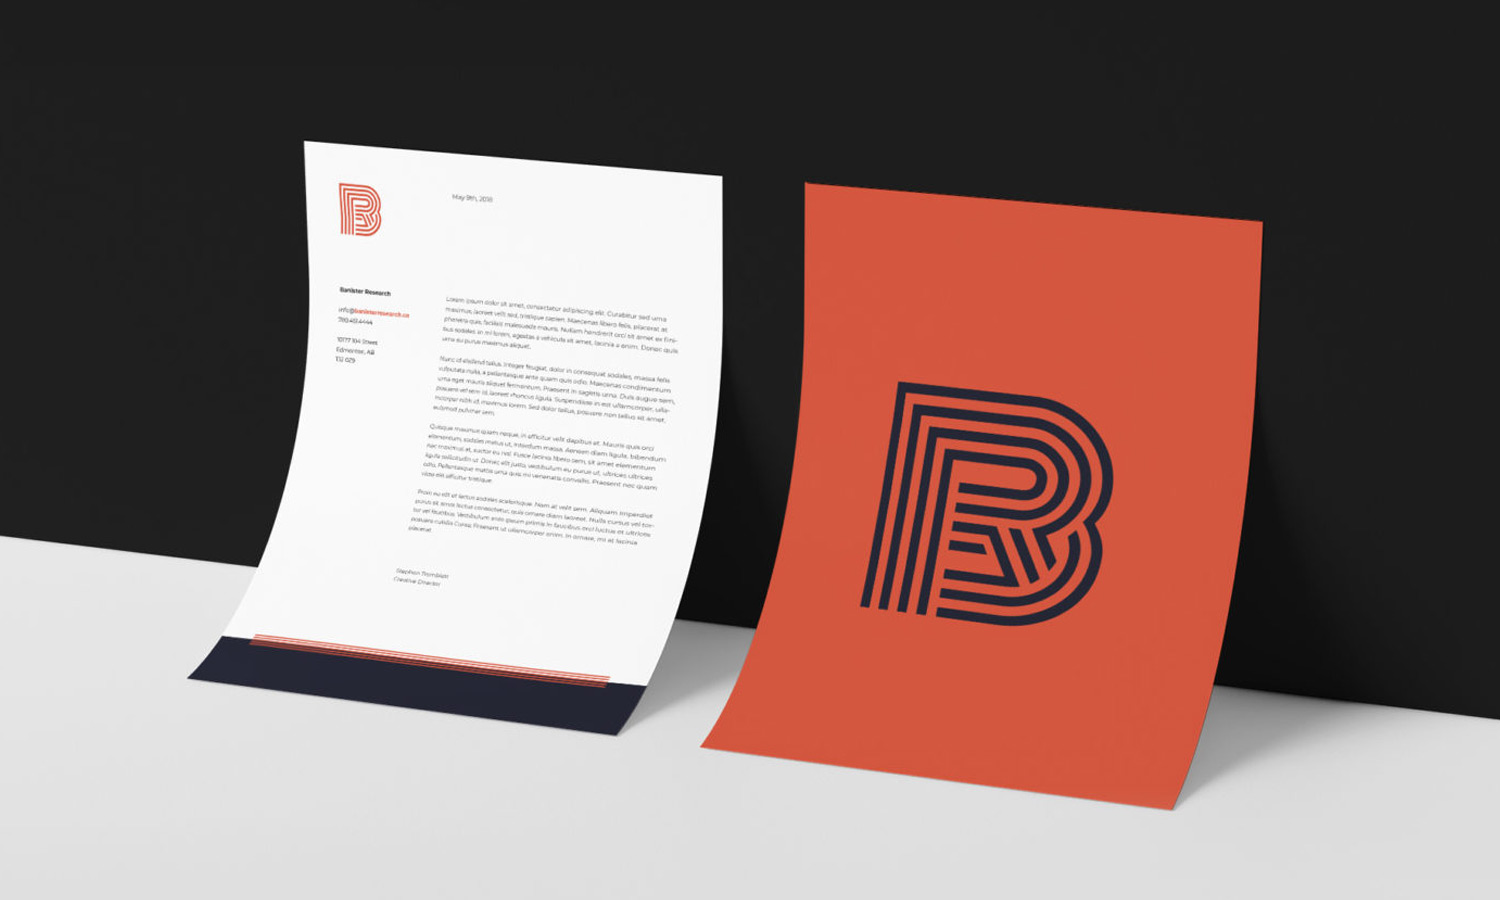 May 9th, 2018
Banister Research
info@banisterresearch.ca
780.451.4444
10177 104 Street
Edmonton, AB
T5J 0Z9
Lorem ipsum dolor sit amet, consectetur adipiscing elit. Curabitur sed urna
maximus, laoreet velit sed, tristique sapien. Maecenas libero felis, placerat at
pharetra quis, facilisis malesuada mauris. Nullam hendrerit orci sit amet ex fini-
bus sodales. In mi lorem, egestas a vehicula sit amet, lacinia a enim. Donec quis
urna eu purus maximus aliquet.
Nunc ut eleifend tellus. Integer feugiat, dolor in consequat sodales, massa felis
vulputate nulla, a pellentesque ante quam quis odio. Maecenas condimentum
urna eget mauris aliquet fermentum. Praesent in sagittis urna. Duis augue sem,
posuere vel sem id, laoreet rhoncus ligula. Suspendisse in est ullamcorper, ulla-
mcorper nibh id, maximus lorem. Sed dolor tellus, posuere non tellus sit amet,
euismod pulvinar sem.
Quisque maximus quam neque, in efficitur velit dapibus et. Mauris quis orci
elementum, sodales metus ut, interdum massa. Aenean diam ligula, bibendum
nec maximus et, auctor eu nisl. Fusce lacinia libero sem, sit amet elementum
ligula sollicitudin ut. Donec elit justo, vestibulum eu purus ut, ultrices ultricies
odio. Pellentesque mattis urna quis mi venenatis convallis. Praesent nec quam
vitae elit efficitur tristique.
Proin eu elit at lectus sodales scelerisque. Nam at velit sem. Aliquam imperdiet
purus sit amet lectus consectetur, quis ornare diam laoreet. Nulla cursus vel tor-
tor vel faucibus. Vestibulum ante ipsum primis in faucibus orci luctus et ultrices
posuere cubilia Curae; Praesent ut ullamcorper enim. In ornare, mi at lacinia
placerat.
Stephen Tremblett
Creative Director
BR